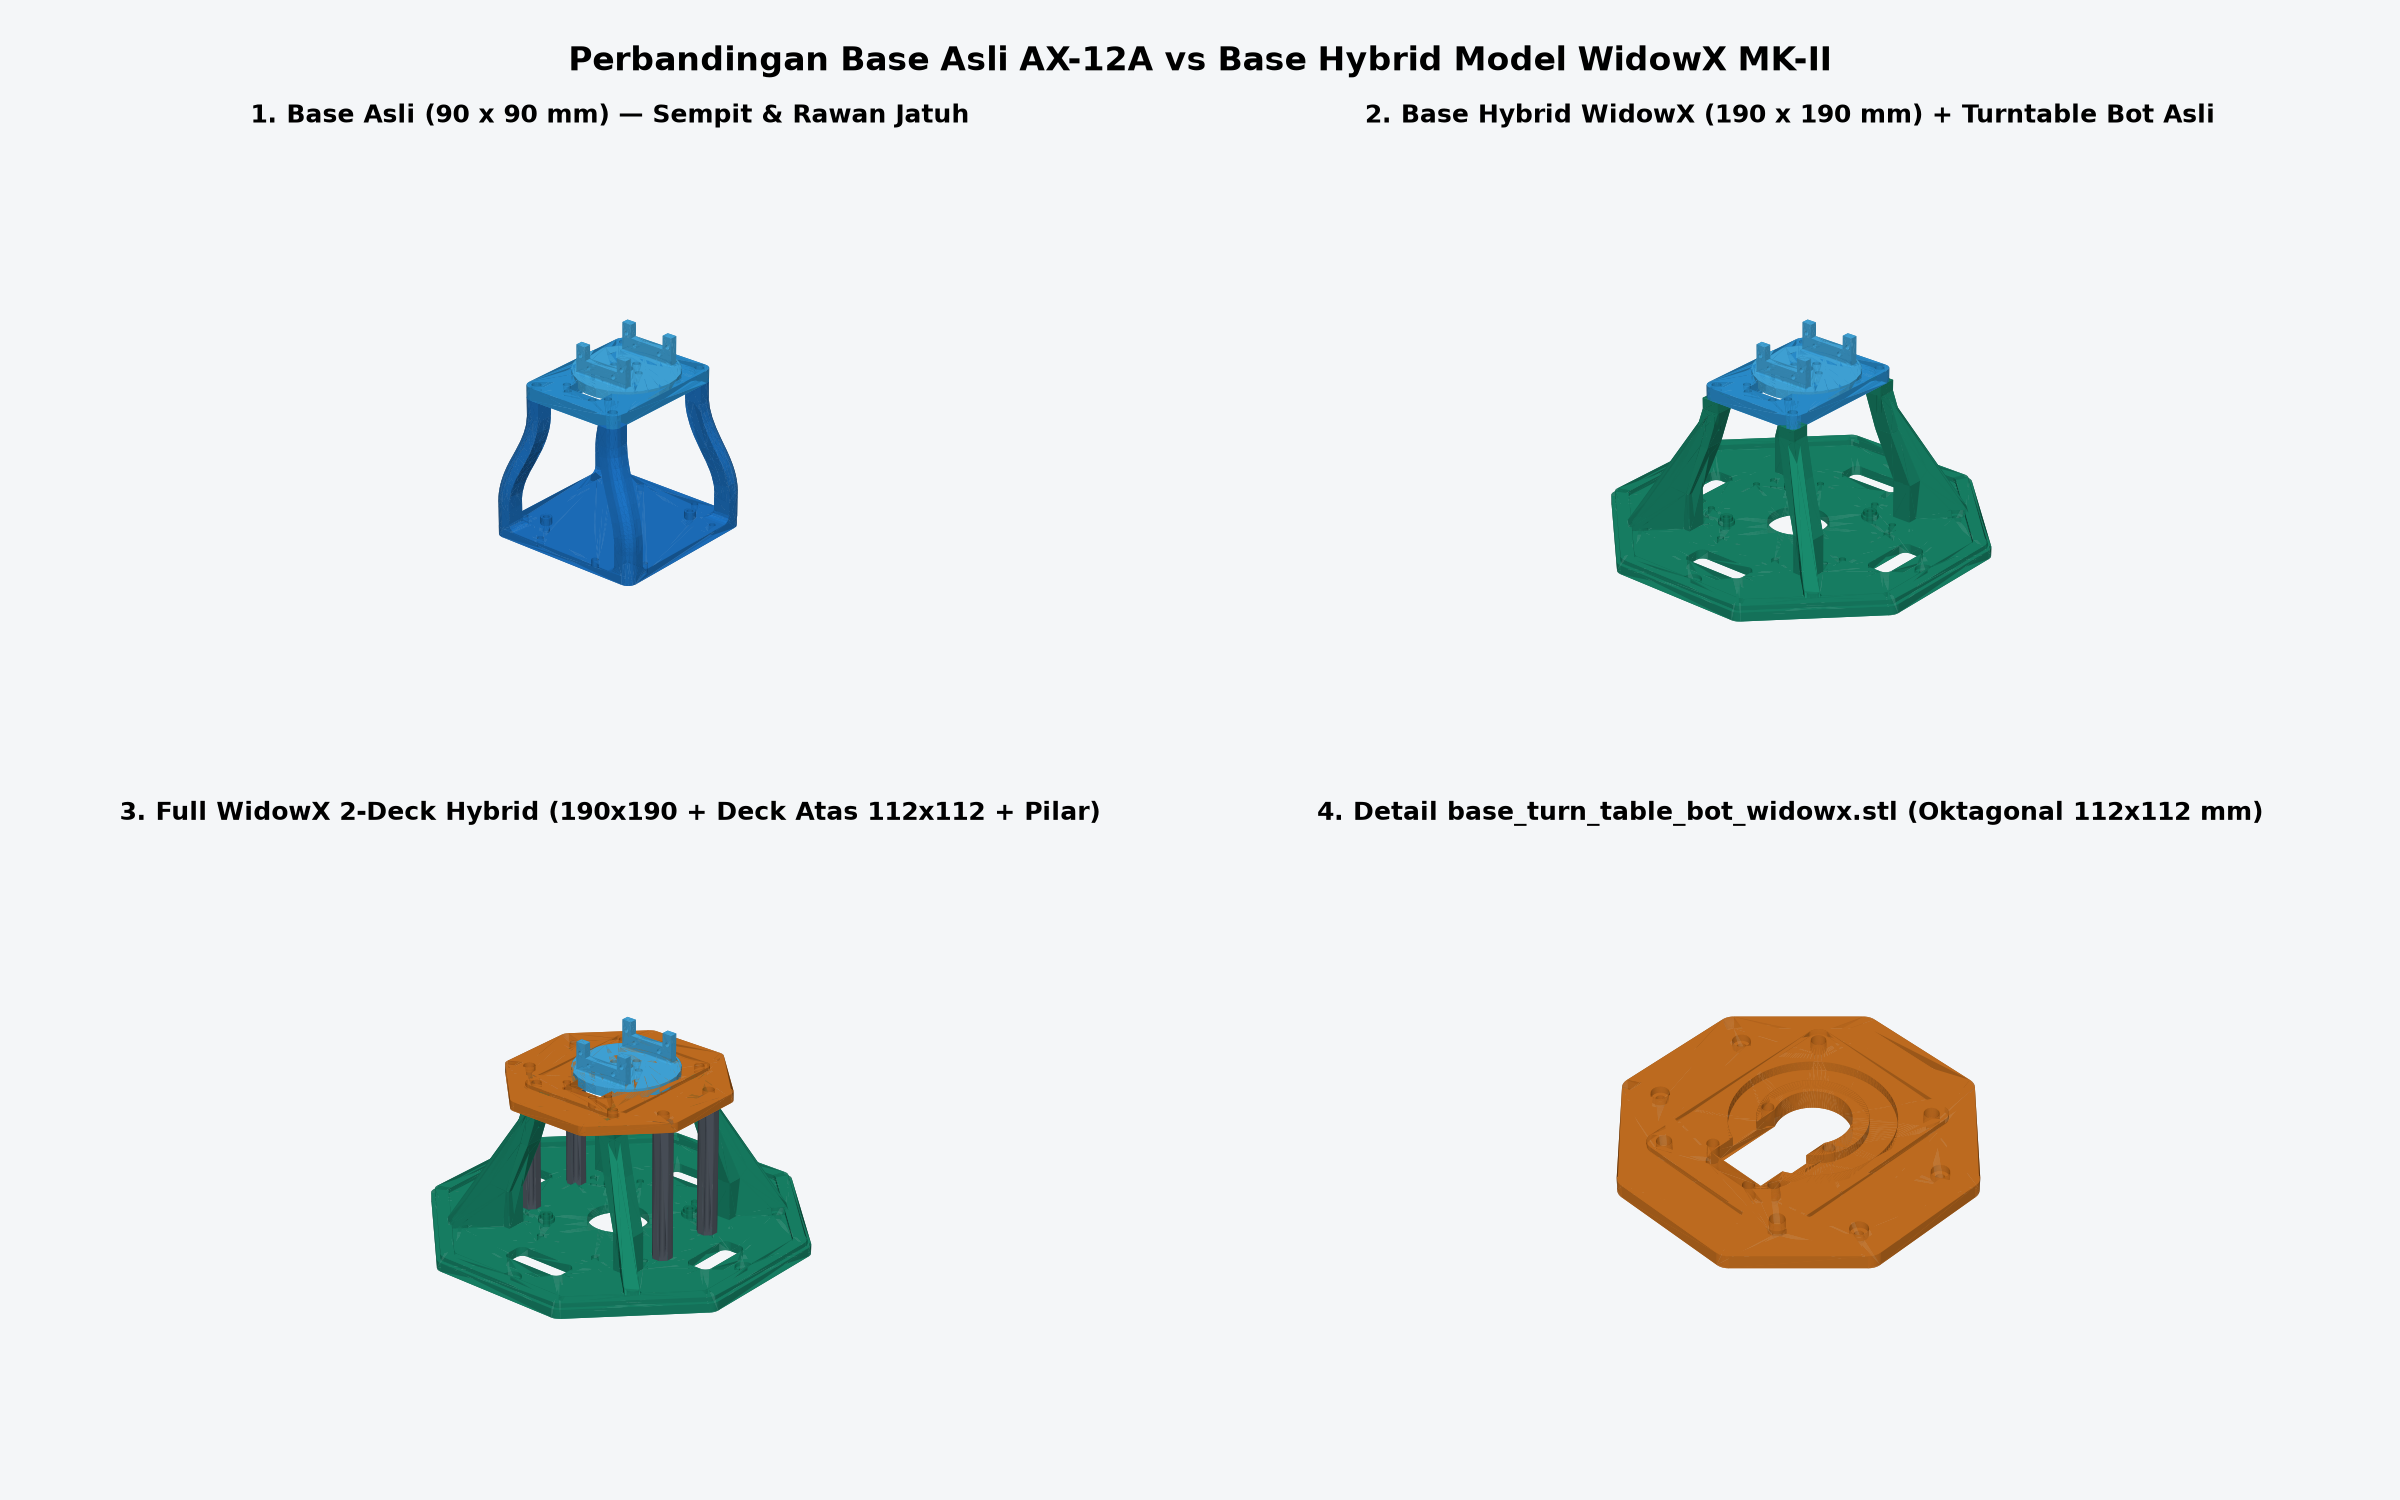 Perbandingan Base Asli AX-12A vs Base Hybrid Model WidowX MK-II
1. Base Asli (90 x 90 mm) — Sempit & Rawan Jatuh
2. Base Hybrid WidowX (190 x 190 mm) + Turntable Bot Asli
3. Full WidowX 2-Deck Hybrid (190x190 + Deck Atas 112x112 + Pilar)
4. Detail base_turn_table_bot_widowx.stl (Oktagonal 112x112 mm)